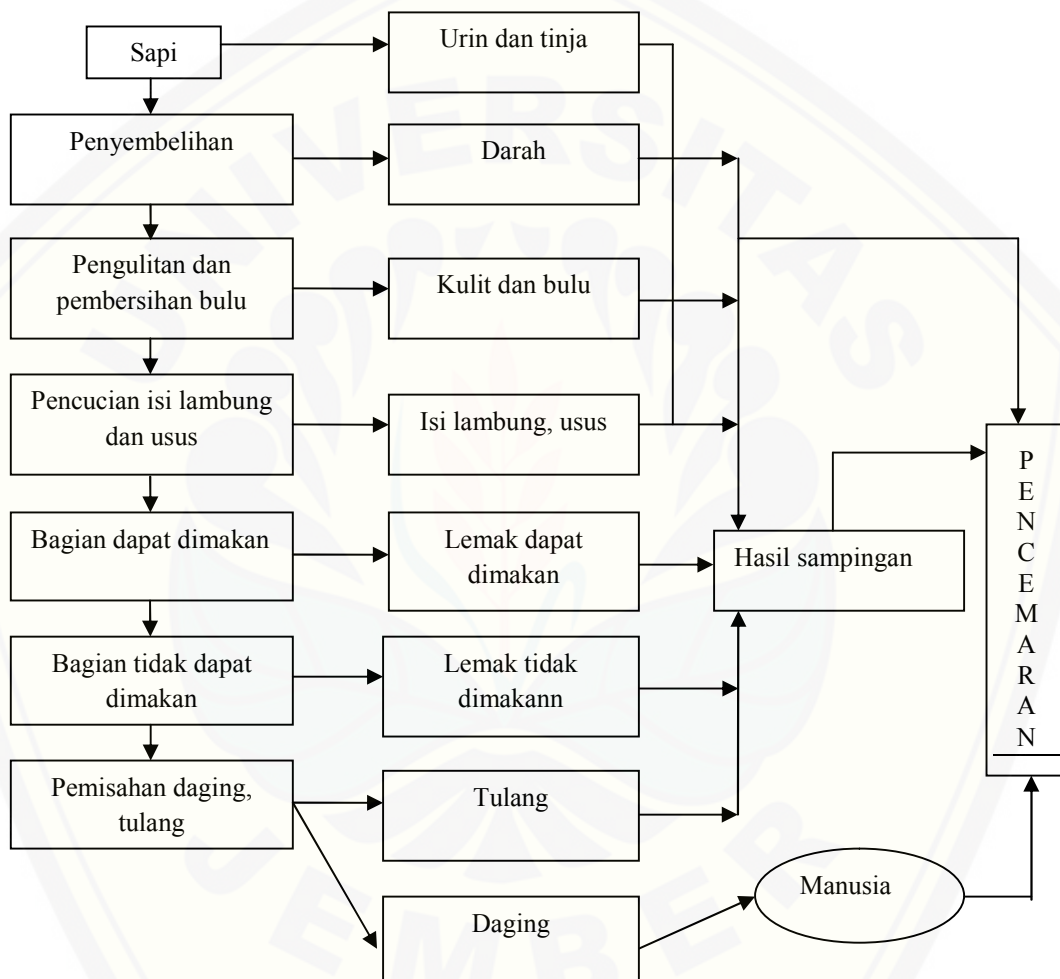 Sapi
Urin dan tinja
Penyembelihan
Darah
Pengulitan dan
pembersihan bulu
Kulit dan bulu
Pencucian isi lambung
dan usus
Isi lambung, usus
Bagian dapat dimakan
Lemak dapat
dimakan
Hasil sampingan
Bagian tidak dapat
dimakan
Lemak tidak
dimakann
Pemisahan daging,
tulang
Tulang
Daging
Manusia
P
E
N
C
E
M
A
R
A
N
UNIVERSITAS
JEMBER